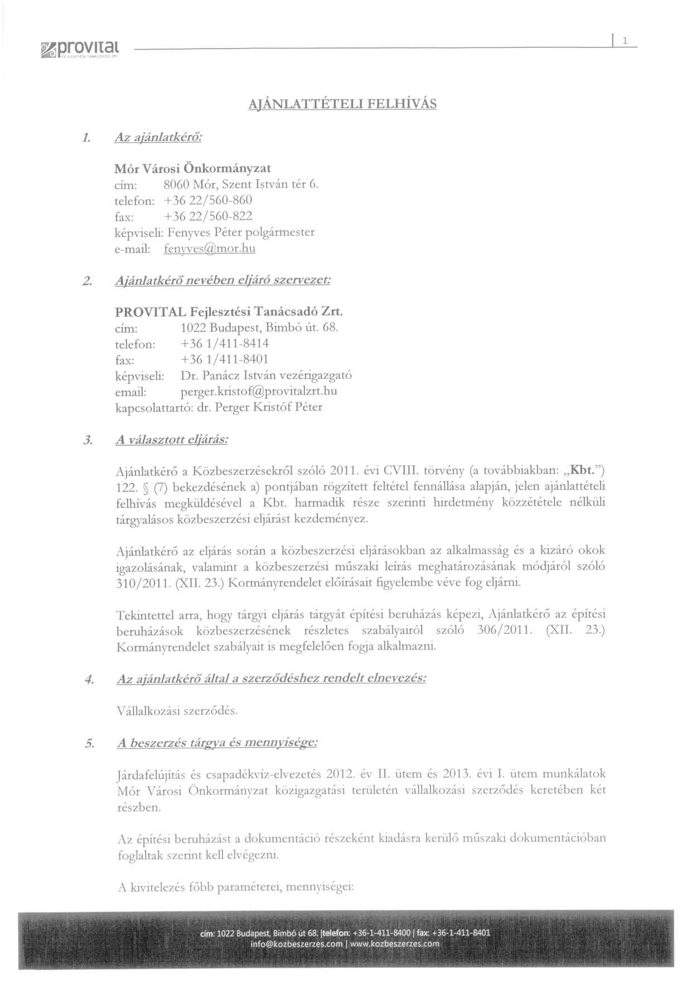 provital
FEJLESZTÉSI TANÁCSADÓ ZRT.
1
AJÁNLATTÉTELI FELHÍVÁS
1. Az ajánlatkérő:
Mór Városi Önkormányzat
cím: 8060 Mór, Szent István tér 6.
telefon: +36 22/560-860
fax: +36 22/560-822
képviseli: Fenyves Péter polgármester
e-mail: fenyves@mor.hu
2. Ajánlatkérő nevében eljáró szervezet:
PROVITAL Fejlesztési Tanácsadó Zrt.
cím: 1022 Budapest, Bimbó út. 68.
telefon: +36 1/411-8414
fax: +36 1/411-8401
képviseli: Dr. Panácz István vezérigazgató
email: perger.kristof@provitalzrt.hu
kapcsolattartó: dr. Perger Kristóf Péter
3. A választott eljárás:
Ajánlatkérő a Közbeszerzésekről szóló 2011. évi CVIII. törvény (a továbbiakban: „Kbt.")
122. § (7) bekezdésének a) pontjában rögzített feltétel fennállása alapján, jelen ajánlattételi
felhívás megküldésével a Kbt. harmadik része szerinti hirdetmény közzététele nélküli
tárgyalásos közbeszerzési eljárást kezdeményez.
Ajánlatkérő az eljárás során a közbeszerzési eljárásokban az alkalmasság és a kizáró okok
igazolásának, valamint a közbeszerzési műszaki leírás meghatározásának módjáról szóló
310/2011. (XII. 23.) Kormányrendelet előírásait figyelembe véve fog eljárni.
Tekintettel arra, hogy tárgyi eljárás tárgyát építési beruházás képezi, Ajánlatkérő az építési
beruházások közbeszerzésének részletes szabályairól szóló 306/2011. (XII. 23.)
Kormányrendelet szabályait is megfelelően fogja alkalmazni.
4. Az ajánlatkérő által a szerződéshez rendelt elnevezés:
Vállalkozási szerződés.
5. A beszerzés tárgya és mennyisége:
Járdafelújítás és csapadékvíz-elvezetés 2012. év II. ütem és 2013. évi I. ütem munkálatok
Mór Városi Önkormányzat közigazgatási területén vállalkozási szerződés keretében két
részben.
Az építési beruházást a dokumentáció részeként kiadásra kerülő műszaki dokumentációban
foglaltak szerint kell elvégezni.
A kivitelezés főbb paraméterei, mennyiségei:
cím: 1022 Budapest, Bimbó út 68. |telefon: +36-1-411-8400 | fax: +36-1-411-8401
info@kozbeszerzes.com | www.kozbeszerzes.com